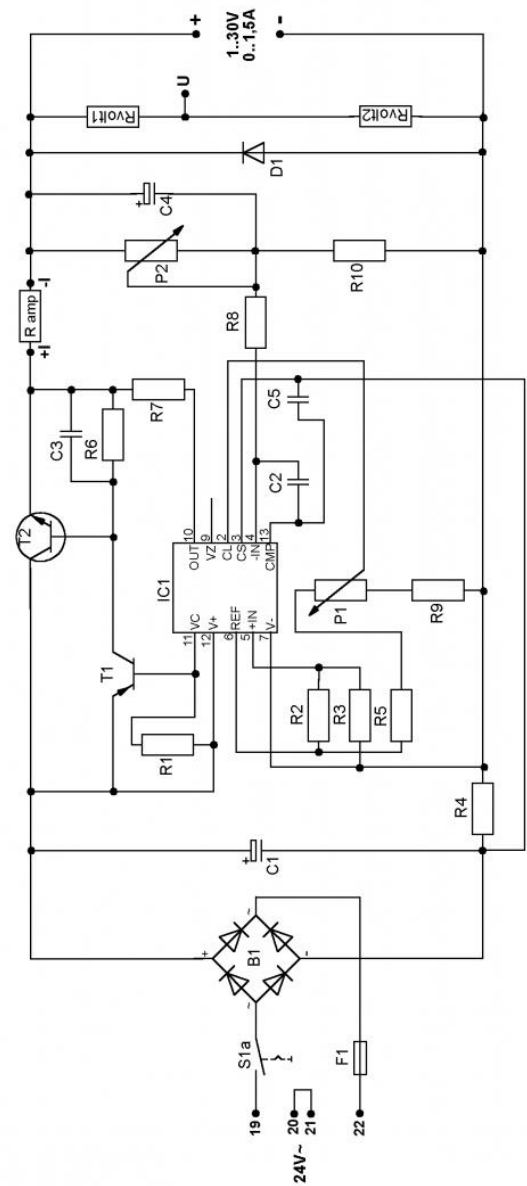 24V~
19
20
21
22
S1a
F1
B1
~
~
+
-
+
C1
R4
R1
T1
T2
IC1
11 VC
12 V+
6 REF
5 +IN
7 V-
OUT 10
VZ 9
CL 2
CS 3
-IN 4
CMP 13
R2
R3
R5
P1
R9
C3
R6
R7
+I
R amp
-I
C2
C5
R8
P2
+
C4
R10
D1
Rvolt1
U
Rvolt2
+
1..30V
0..1,5A
-